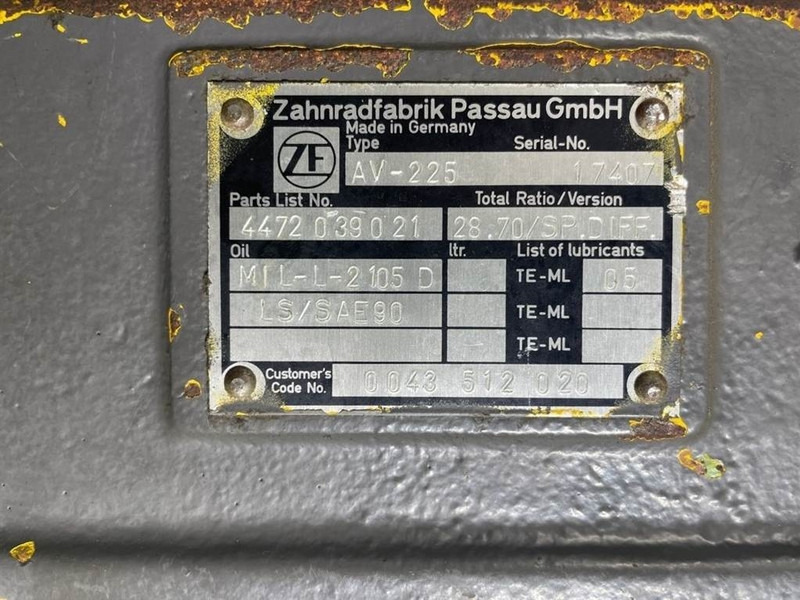 Zahnradfabrik Passau GmbH
Made in Germany
ZF
Type Serial-No.
AV-225 17407
Parts List No. Total Ratio/Version
4472 039 021 28.70/SP.DIFF.
Oil ltr. List of lubricants
MIL-L-2105 D TE-ML 05
LS/SAE90 TE-ML
- TE-ML
Customer's Code No. 0043 512 020